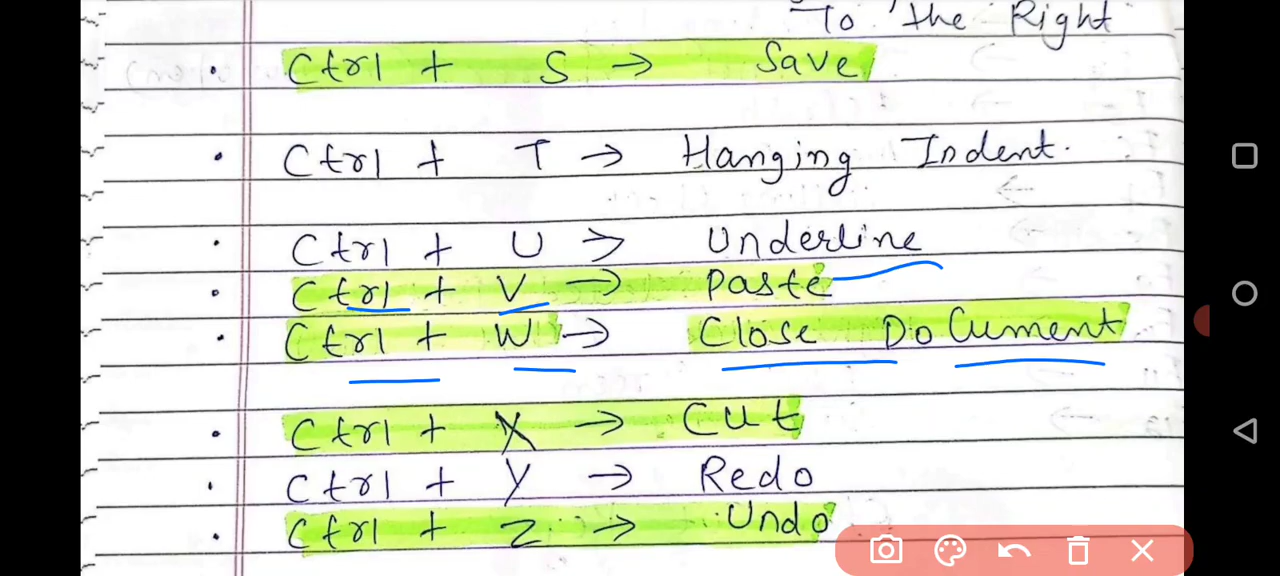 To the Right
Ctrl + S → Save
Ctrl + T → Hanging Indent.
Ctrl + U → Underline
Ctrl + V → Paste
Ctrl + W → Close Document
Ctrl + X → Cut
Ctrl + Y → Redo
Ctrl + Z → Undo